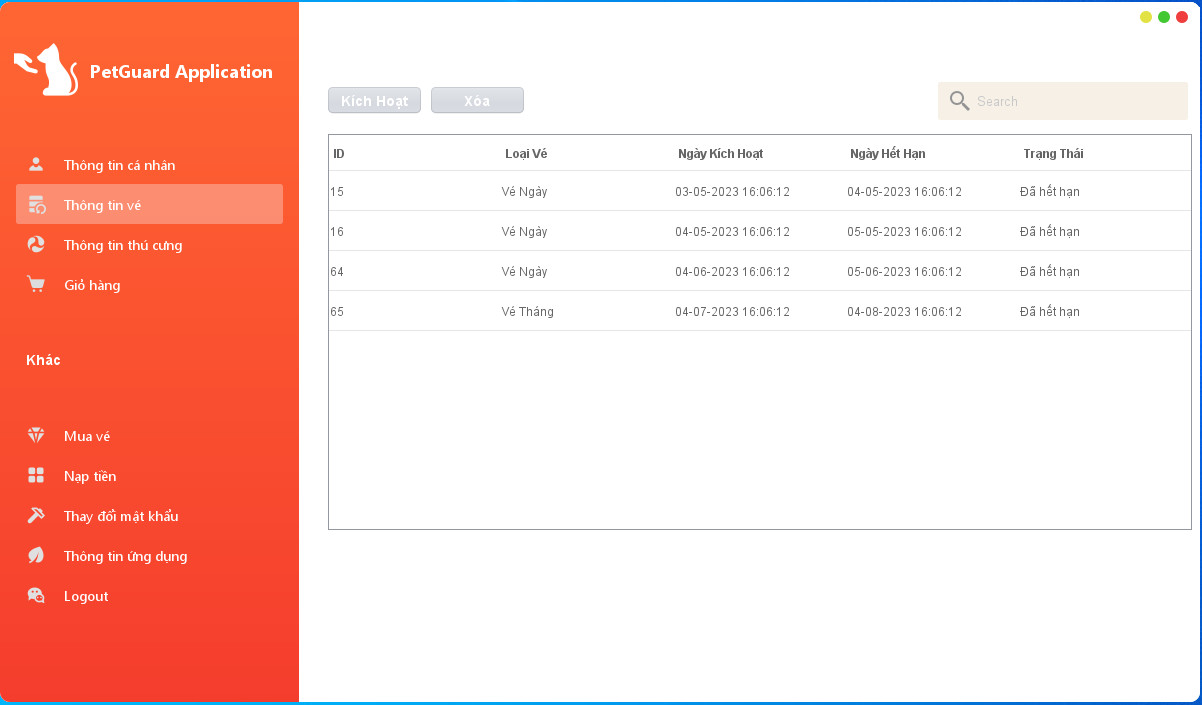 PetGuard Application
Thông tin cá nhân
Thông tin vé
Thông tin thú cưng
Giỏ hàng
Khác
Mua vé
Nạp tiền
Thay đổi mật khẩu
Thông tin ứng dụng
Logout
Kích Hoạt Xóa
Search
ID Loại Vé Ngày Kích Hoạt Ngày Hết Hạn Trạng Thái
15 Vé Ngày 03-05-2023 16:06:12 04-05-2023 16:06:12 Đã hết hạn
16 Vé Ngày 04-05-2023 16:06:12 05-05-2023 16:06:12 Đã hết hạn
64 Vé Ngày 04-06-2023 16:06:12 05-06-2023 16:06:12 Đã hết hạn
65 Vé Tháng 04-07-2023 16:06:12 04-08-2023 16:06:12 Đã hết hạn